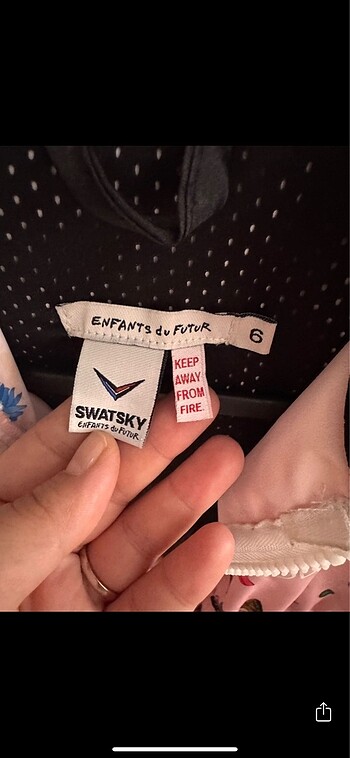 ENFANTS du FUTUR
6
SWATSKY
ENFANTS du FUTUR
KEEP
AWAY
FROM
FIRE.